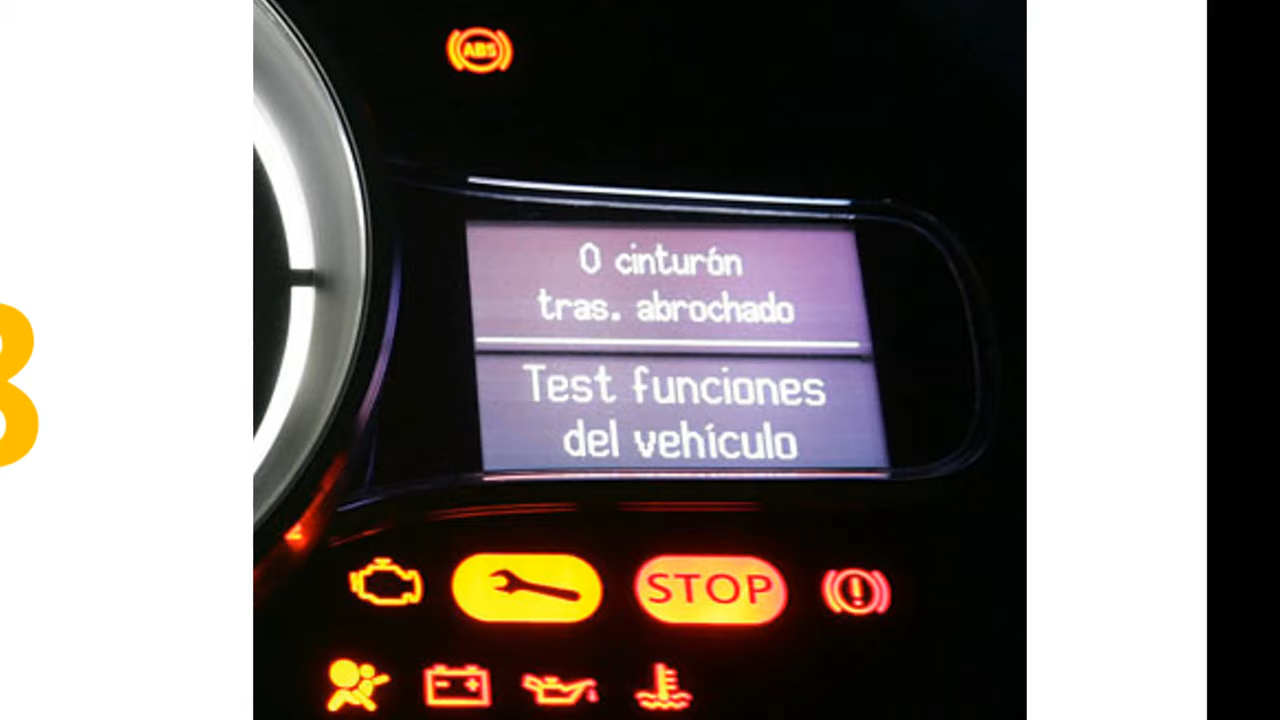 ABS
0 cinturón
tras. abrochado
Test funciones
del vehículo
STOP